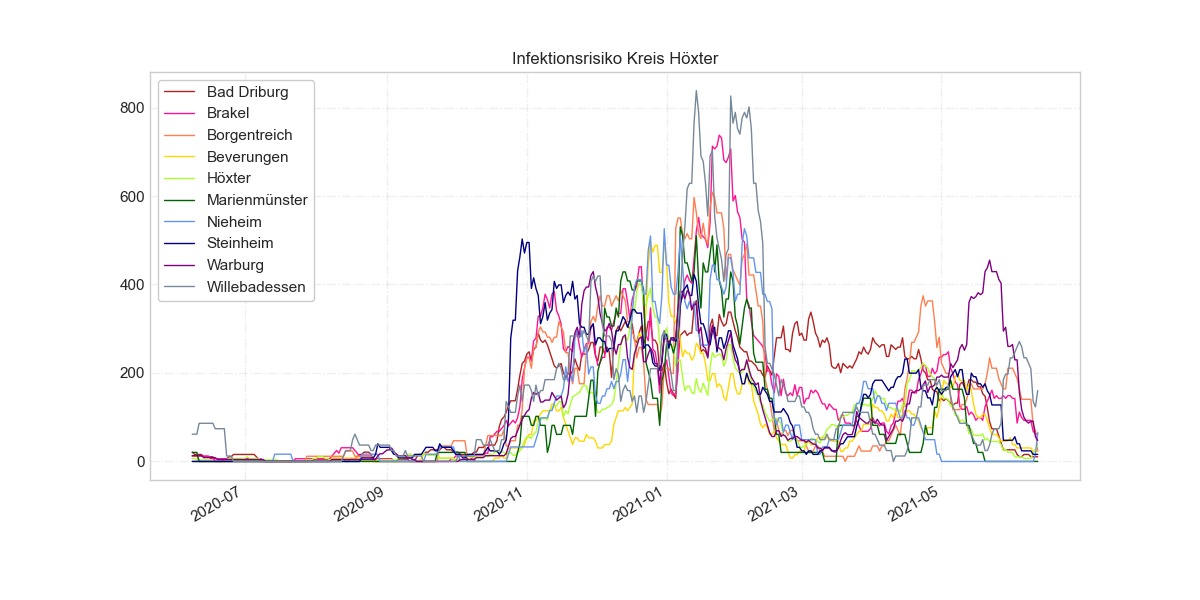 Infektionsrisiko Kreis Höxter
Bad Driburg
Brakel
Borgentreich
Beverungen
Höxter
Marienmünster
Nieheim
Steinheim
Warburg
Willebadessen
800
600
400
200
0
2020-07
2020-09
2020-11
2021-01
2021-03
2021-05